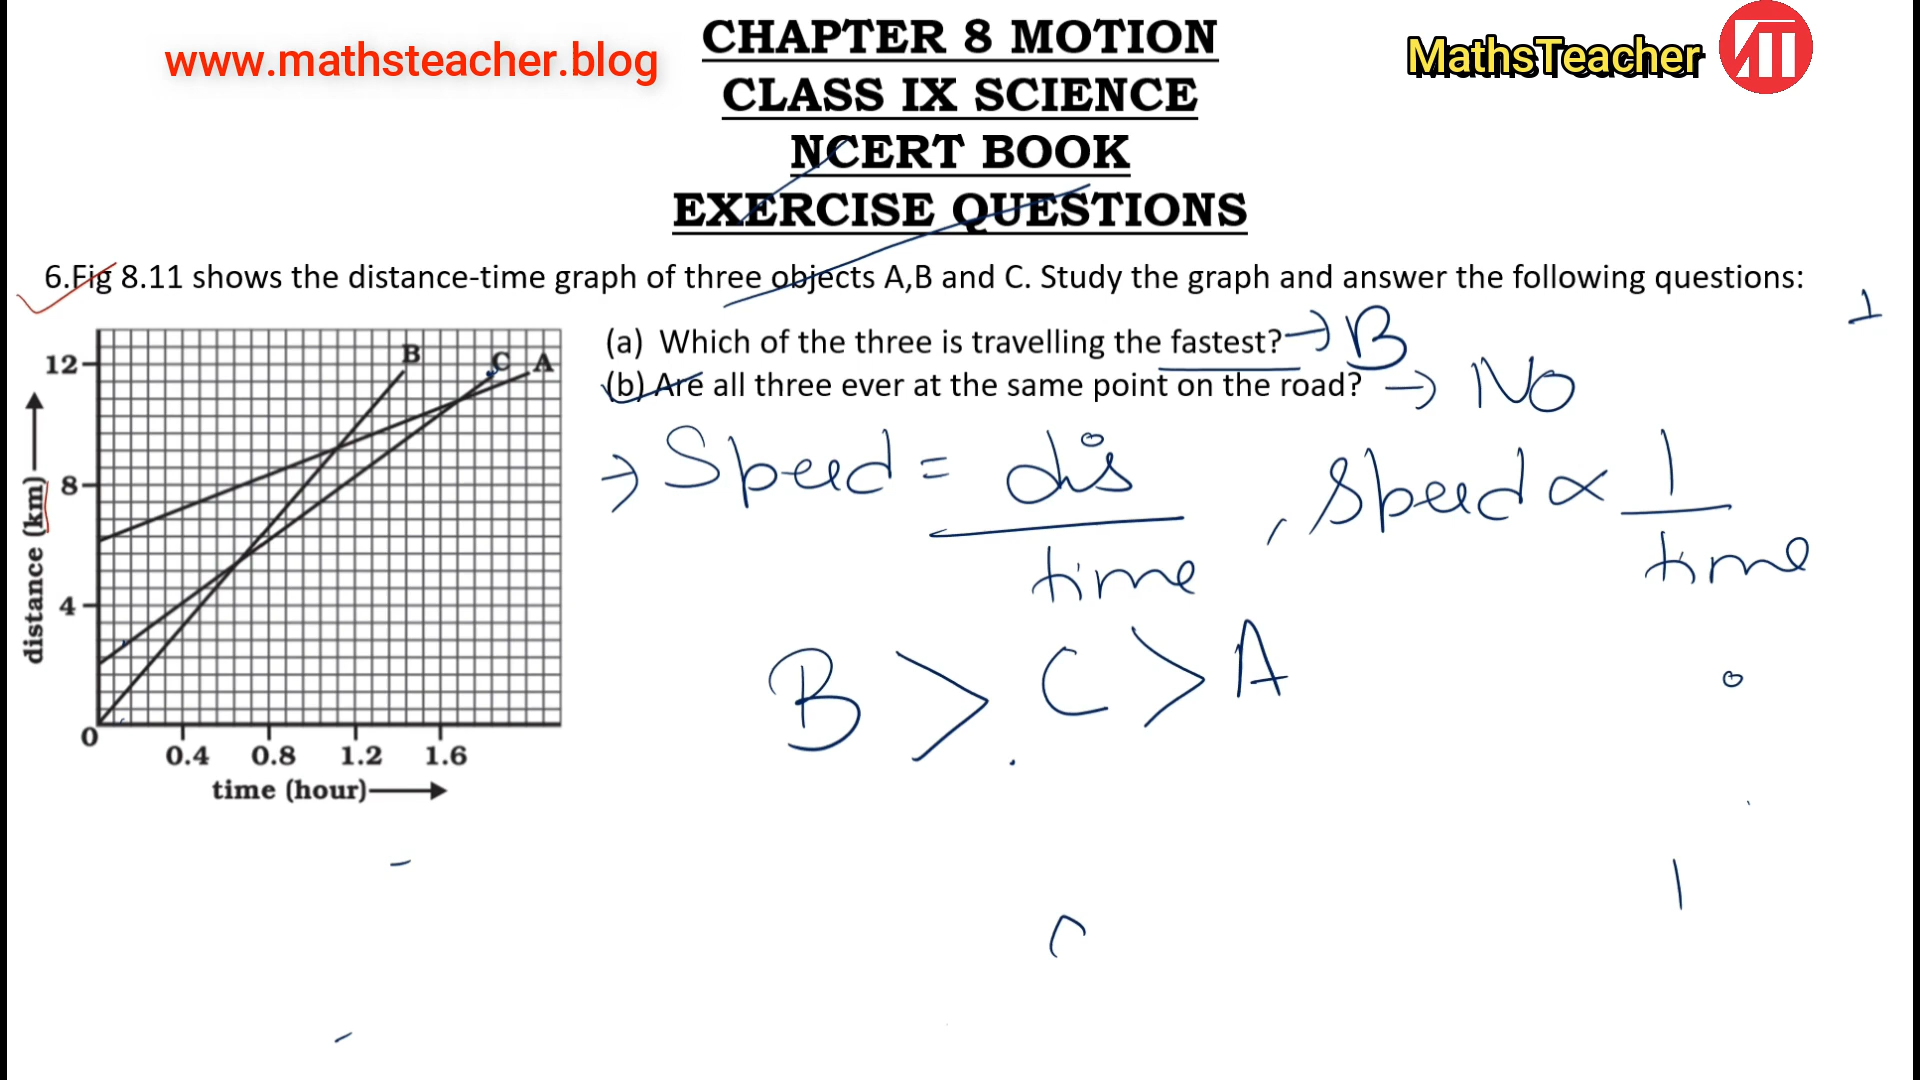 www.mathsteacher.blog
MathsTeacher
CHAPTER 8 MOTION
CLASS IX SCIENCE
NCERT BOOK
EXERCISE QUESTIONS
6.Fig 8.11 shows the distance-time graph of three objects A,B and C. Study the graph and answer the following questions:
(a) Which of the three is travelling the fastest? → B
(b) Are all three ever at the same point on the road? → NO
→ Speed = dis / time , Speed ∝ 1 / time
B > C > A
1
B
C
A
12
8
4
0
0.4 0.8 1.2 1.6
distance (km)
time (hour)